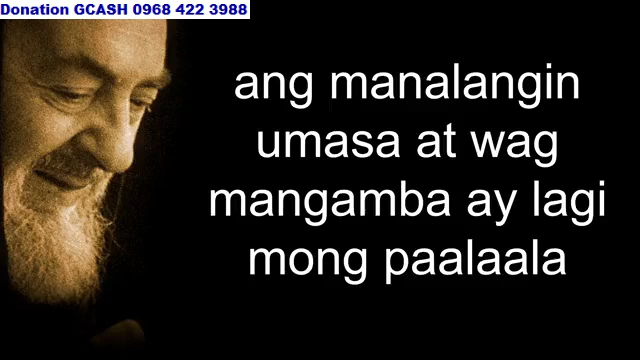 Donation GCASH 0968 422 3988
ang manalangin
umasa at wag
mangamba ay lagi
mong paalaala